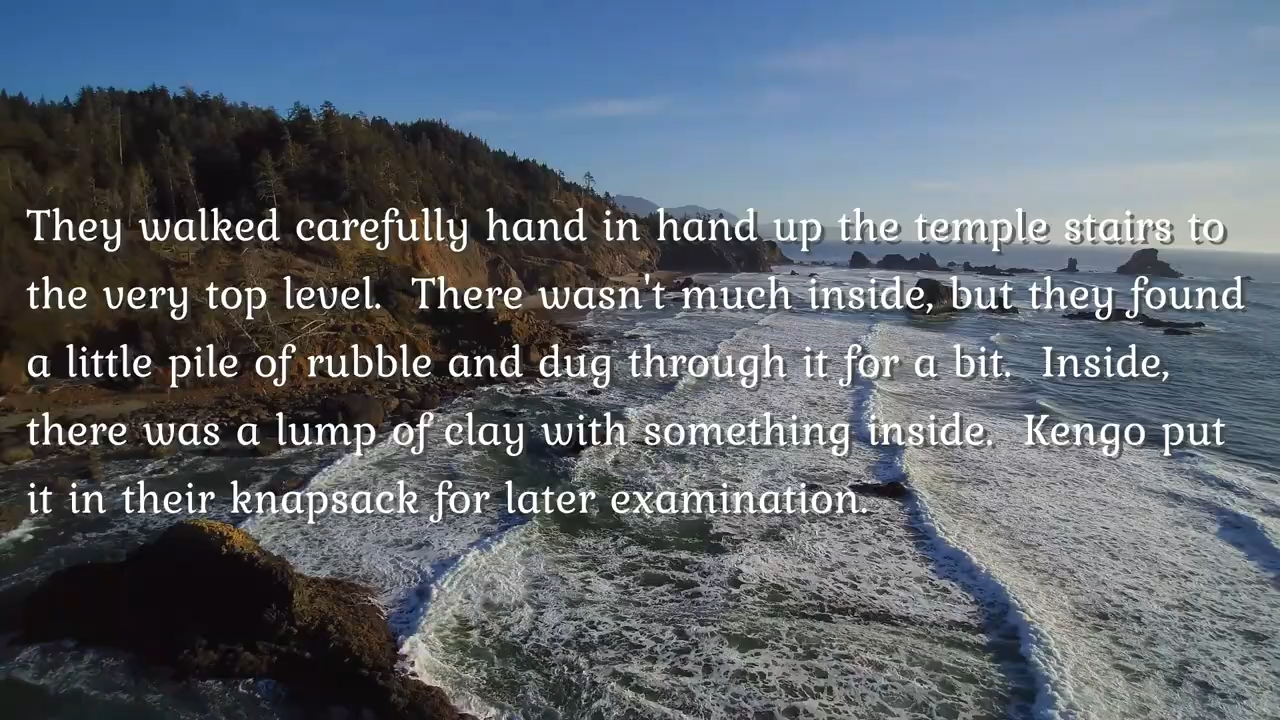 They walked carefully hand in hand up the temple stairs to
the very top level.  There wasn't much inside, but they found
a little pile of rubble and dug through it for a bit.  Inside,
there was a lump of clay with something inside.  Kengo put
it in their knapsack for later examination.